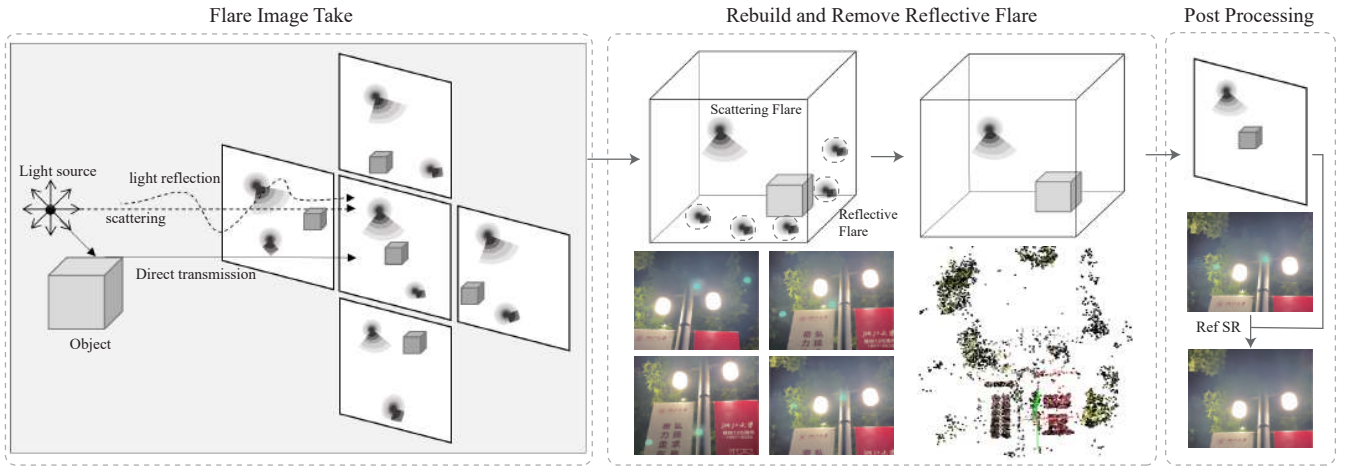 Flare Image Take
Rebuild and Remove Reflective Flare
Post Processing
Light source
light reflection
scattering
Direct transmission
Object
Scattering Flare
Reflective
Flare
Ref SR